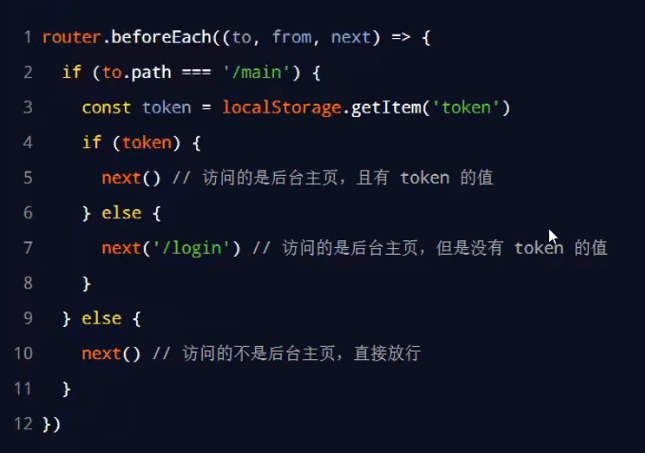 1 router.beforeEach((to, from, next) => {
2 if (to.path === '/main') {
3 const token = localStorage.getItem('token')
4 if (token) {
5 next() // 访问的是后台主页，且有 token 的值
6 } else {
7 next('/login') // 访问的是后台主页，但是没有 token 的值
8 }
9 } else {
10 next() // 访问的不是后台主页，直接放行
11 }
12 })